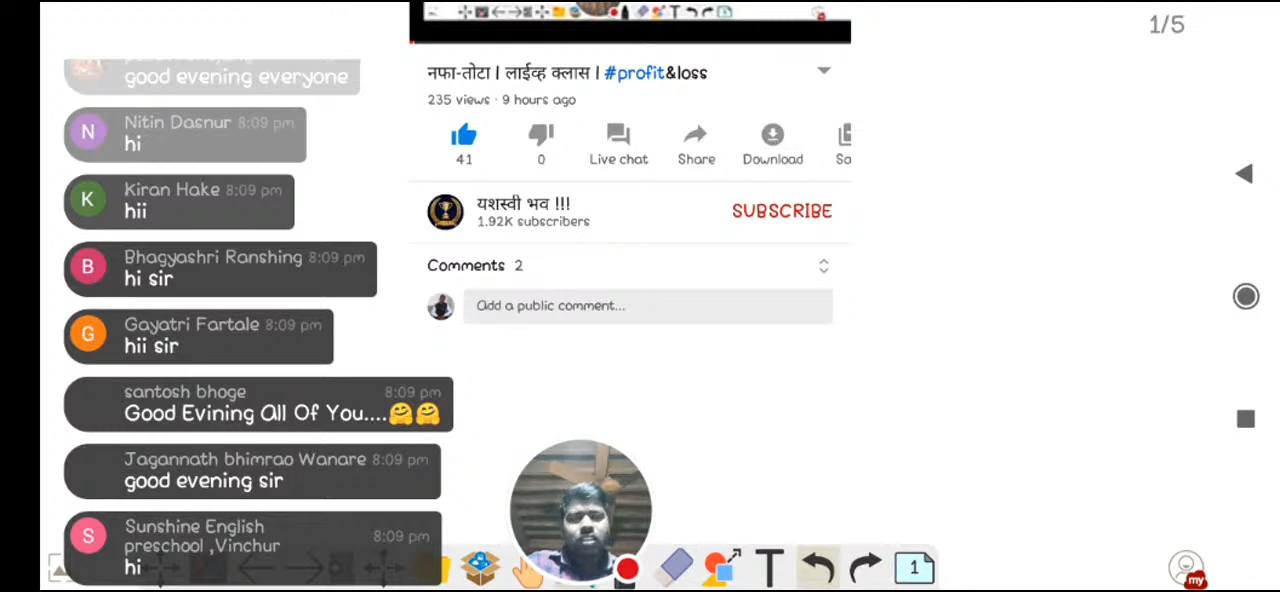 good evening everyone
Nitin Dasnur 8:09 pm
hi
Kiran Hake 8:09 pm
hii
Bhagyashri Ranshing 8:09 pm
hi sir
Gayatri Fartale 8:09 pm
hii sir
santosh bhoge 8:09 pm
Good Evining All Of You....🤗🤗
Jagannath bhimrao Wanare 8:09 pm
good evening sir
Sunshine English
preschool ,Vinchur 8:09 pm
hi
N
K
B
G
S
नफा-तोटा | लाईव्ह क्लास | #profit&loss
235 views · 9 hours ago
41 0 Live chat Share Download
यशस्वी भव !!!
1.92K subscribers
SUBSCRIBE
Comments 2
Add a public comment...
1/5
T 1
my